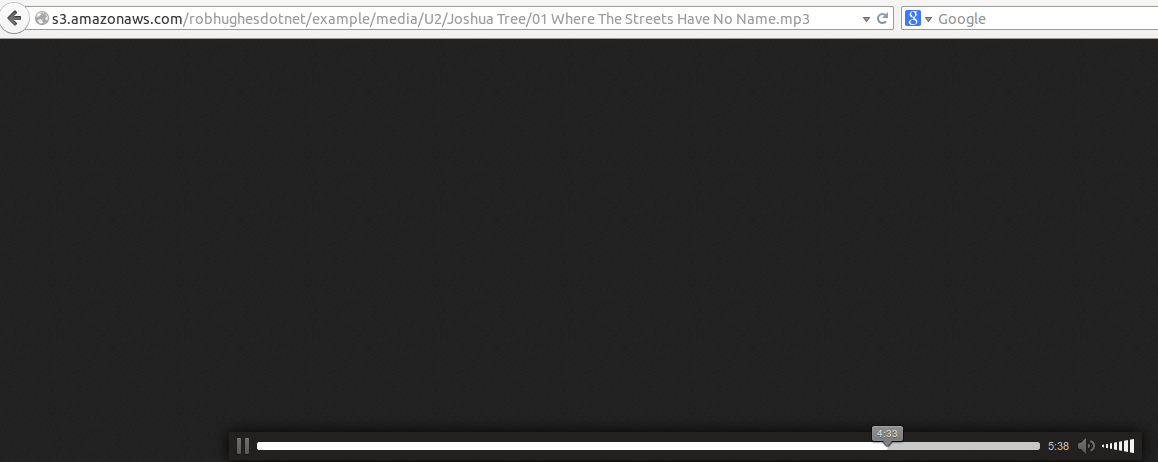 s3.amazonaws.com/robhughesdotnet/example/media/U2/Joshua Tree/01 Where The Streets Have No Name.mp3
g Google
4:33
5:38